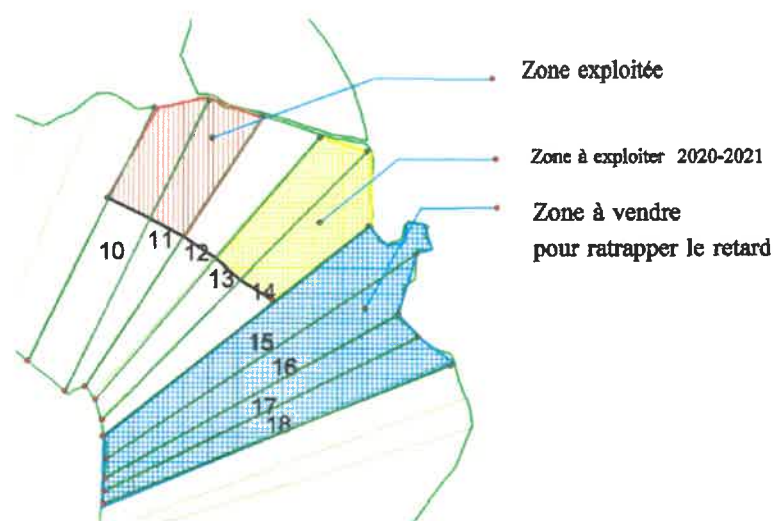 Zone exploitée
Zone à exploiter 2020-2021
Zone à vendre
pour ratrapper le retard
10
11
12
13
14
15
16
17
18